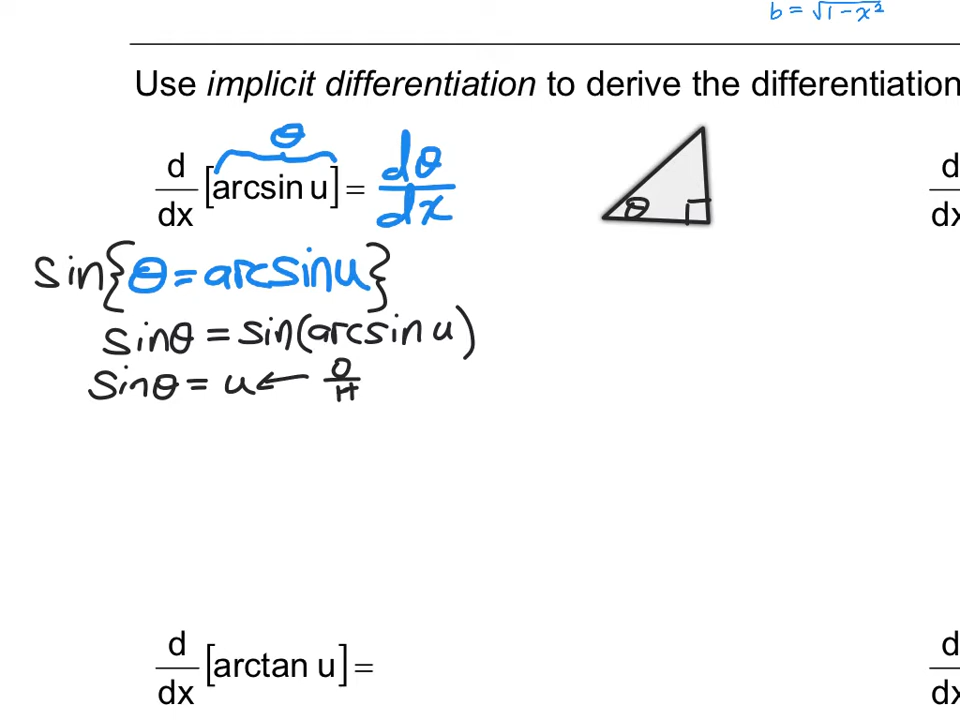 b = √1-x²
Use implicit differentiation to derive the differentiation
θ
d/dx [arcsin u] = dθ/dx
θ
d
dx
sin{θ = arcsin u}
sinθ = sin(arcsin u)
sinθ = u ← O/H
d/dx [arctan u] =
d
dx